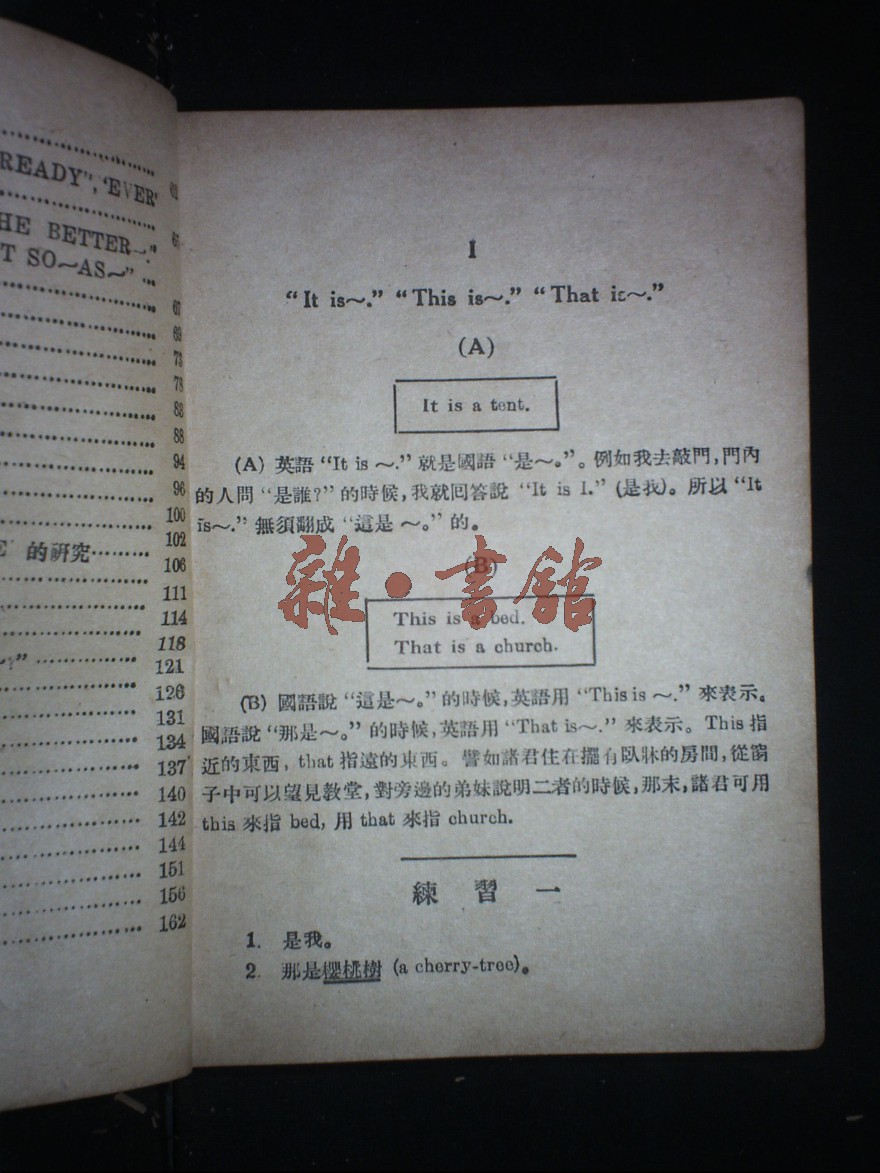 READY", 'EVER'
HE BETTER～"
T SO～AS～" ...
67
69
73
78
83
88
94
96
100
102
的研究
106
111
114
118
121
126
131
134
137
140
142
144
151
156
162
I
“It is～.” “This is～.” “That is～.”
(A)
It is a tent.
(A) 英語 “It is ～.” 就是國語 “是～。”。例如我去敲門，門內
的人問 “是誰？” 的時候，我就回答說 “It is I.” (是我)。所以 “It
is～.” 無須翻成 “這是 ～。” 的。
(B)
This is a bed.
That is a church.
(B) 國語說 “這是～。” 的時候，英語用 “This is ～.” 來表示。
國語說 “那是～。” 的時候，英語用 “That is～.” 來表示。This 指
近的東西，that 指遠的東西。譬如諸君住在擺有臥牀的房間，從窗
子中可以望見教堂，對旁邊的弟妹說明二者的時候，那末，諸君可用
this 來指 bed, 用 that 來指 church.
練習一
1. 是我。
2. 那是櫻桃樹 (a cherry-tree)。
雜·書館